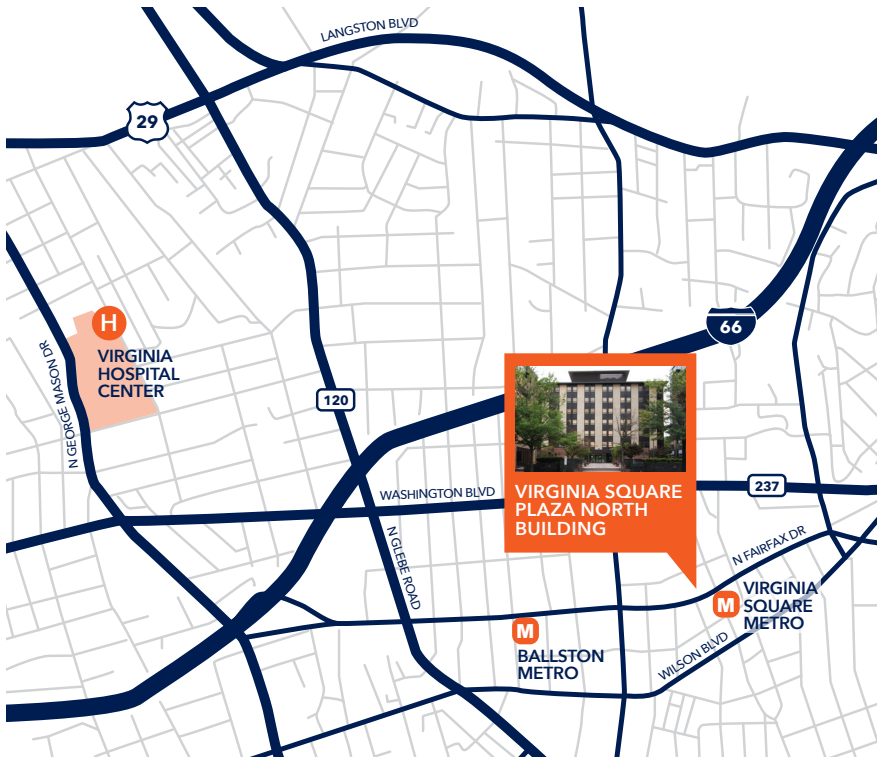 LANGSTON BLVD
29
H
VIRGINIA
HOSPITAL
CENTER
N GEORGE MASON DR
66
120
WASHINGTON BLVD
237
VIRGINIA SQUARE
PLAZA NORTH
BUILDING
N GLEBE ROAD
N FAIRFAX DR
M
VIRGINIA
SQUARE
METRO
M
BALLSTON
METRO
WILSON BLVD